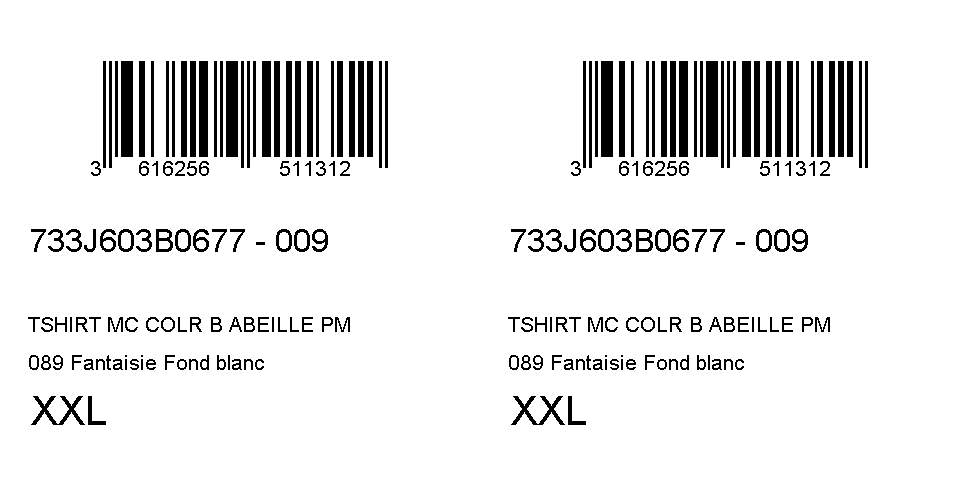 3 616256 511312
733J603B0677 - 009
TSHIRT MC COLR B ABEILLE PM
089 Fantaisie Fond blanc
XXL
3 616256 511312
733J603B0677 - 009
TSHIRT MC COLR B ABEILLE PM
089 Fantaisie Fond blanc
XXL